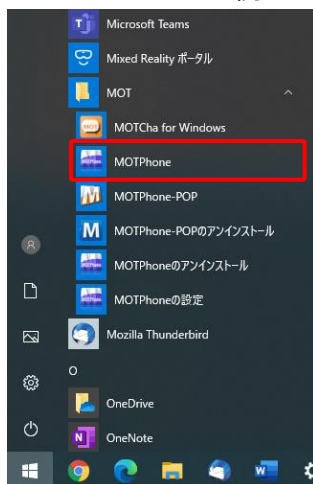 Microsoft Teams
Mixed Reality ポータル
MOT
MOTCha for Windows
MOTPhone
MOTPhone-POP
MOTPhone-POPのアンインストール
MOTPhoneのアンインストール
MOTPhoneの設定
Mozilla Thunderbird
O
OneDrive
OneNote